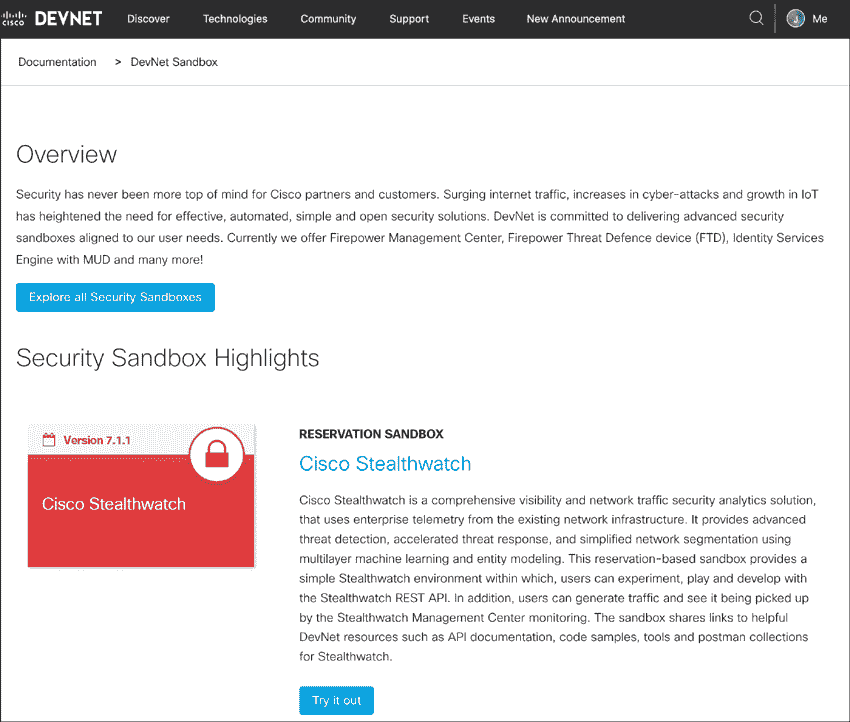 cisco DEVNET Discover Technologies Community Support Events New Announcement Me
Documentation > DevNet Sandbox
Overview
Security has never been more top of mind for Cisco partners and customers. Surging internet traffic, increases in cyber-attacks and growth in IoT
has heightened the need for effective, automated, simple and open security solutions. DevNet is committed to delivering advanced security
sandboxes aligned to our user needs. Currently we offer Firepower Management Center, Firepower Threat Defence device (FTD), Identity Services
Engine with MUD and many more!
Explore all Security Sandboxes
Security Sandbox Highlights
Version 7.1.1
Cisco Stealthwatch
RESERVATION SANDBOX
Cisco Stealthwatch
Cisco Stealthwatch is a comprehensive visibility and network traffic security analytics solution,
that uses enterprise telemetry from the existing network infrastructure. It provides advanced
threat detection, accelerated threat response, and simplified network segmentation using
multilayer machine learning and entity modeling. This reservation-based sandbox provides a
simple Stealthwatch environment within which, users can experiment, play and develop with
the Stealthwatch REST API. In addition, users can generate traffic and see it being picked up
by the Stealthwatch Management Center monitoring. The sandbox shares links to helpful
DevNet resources such as API documentation, code samples, tools and postman collections
for Stealthwatch.
Try it out